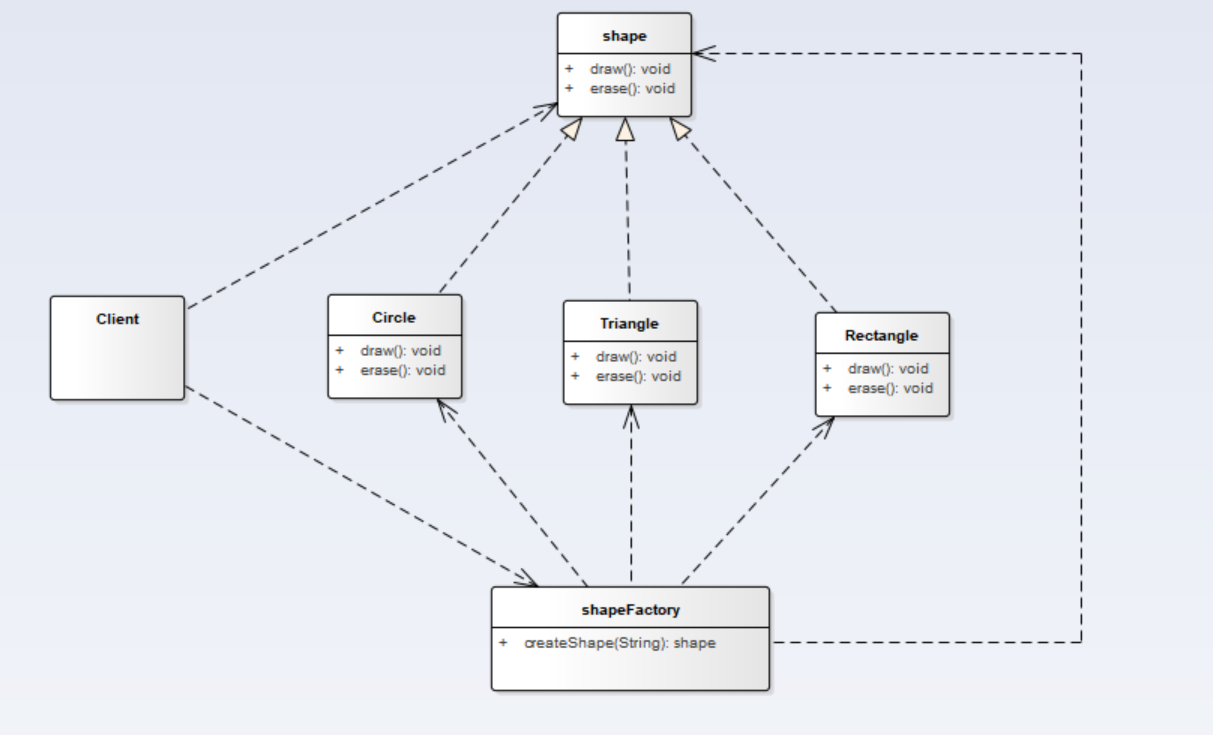 shape
+ draw(): void
+ erase(): void
Client
Circle
+ draw(): void
+ erase(): void
Triangle
+ draw(): void
+ erase(): void
Rectangle
+ draw(): void
+ erase(): void
shapeFactory
+ createShape(String): shape